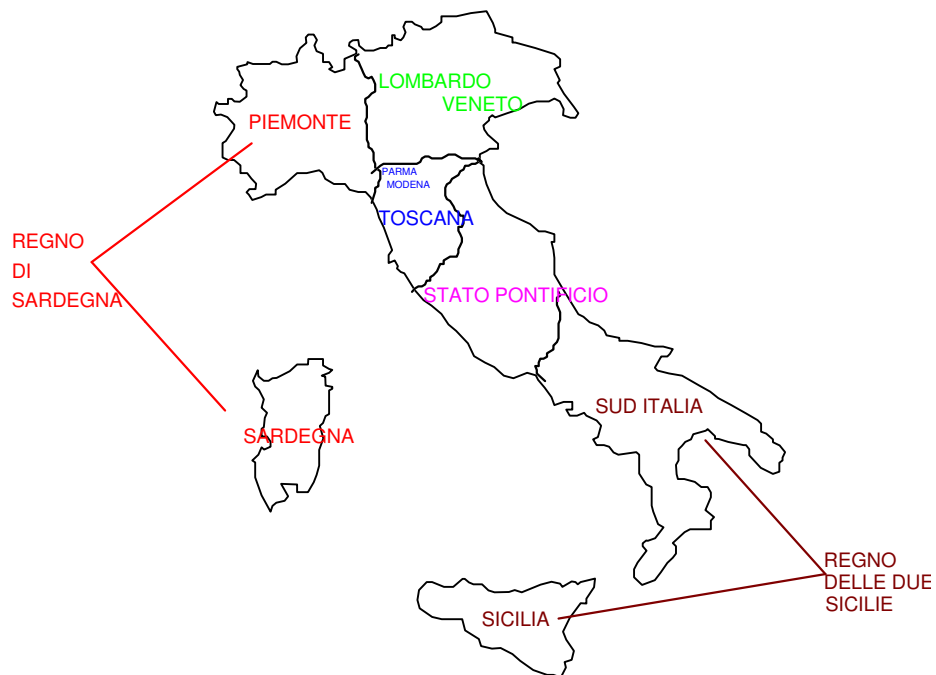 LOMBARDO
VENETO
PIEMONTE
PARMA
MODENA
TOSCANA
REGNO
DI
SARDEGNA
STATO PONTIFICIO
SUD ITALIA
SARDEGNA
REGNO
DELLE DUE
SICILIE
SICILIA